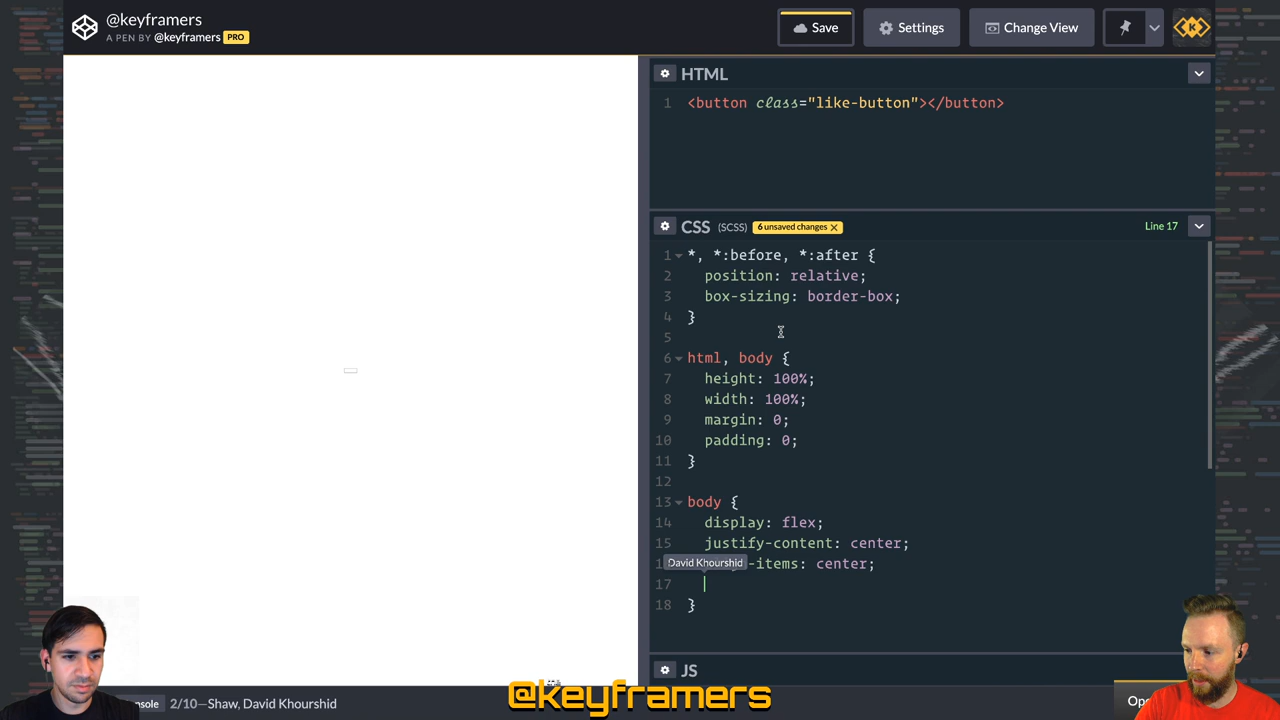 @keyframers
A PEN BY @keyframers PRO
Save
Settings
Change View
K
HTML
1 <button class="like-button"></button>
CSS (SCSS) 6 unsaved changes X Line 17
1 *, *:before, *:after {
2 position: relative;
3 box-sizing: border-box;
4 }
5
6 html, body {
7 height: 100%;
8 width: 100%;
9 margin: 0;
10 padding: 0;
11 }
12
13 body {
14 display: flex;
15 justify-content: center;
David Khourshid
-items: center;
17
18 }
JS
nsole 2/10—Shaw, David Khourshid
@keyframers